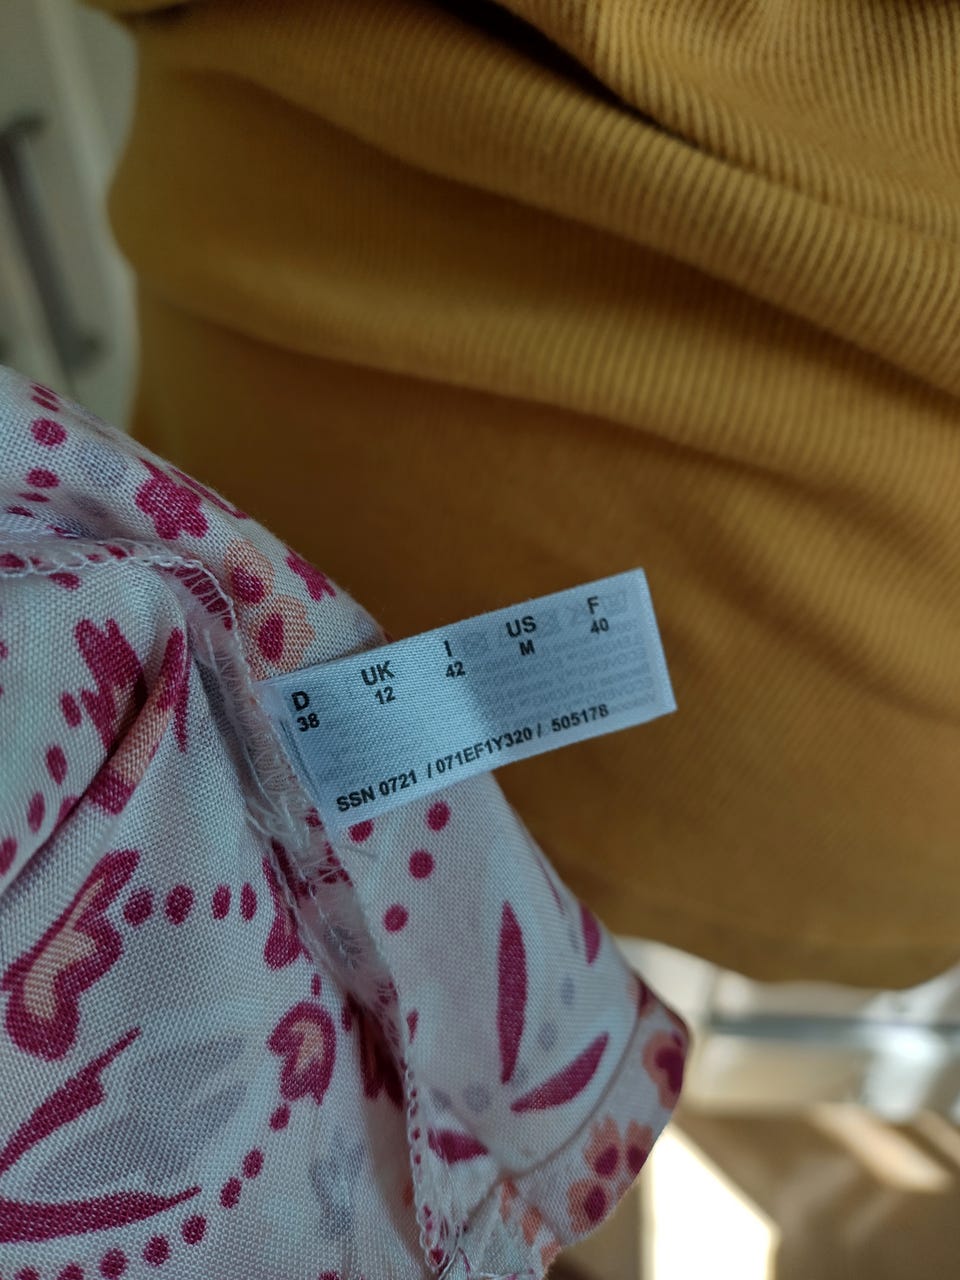 D UK I US F
38 12 42 M 40
SSN 0721 / 071EF1Y320 / 505178